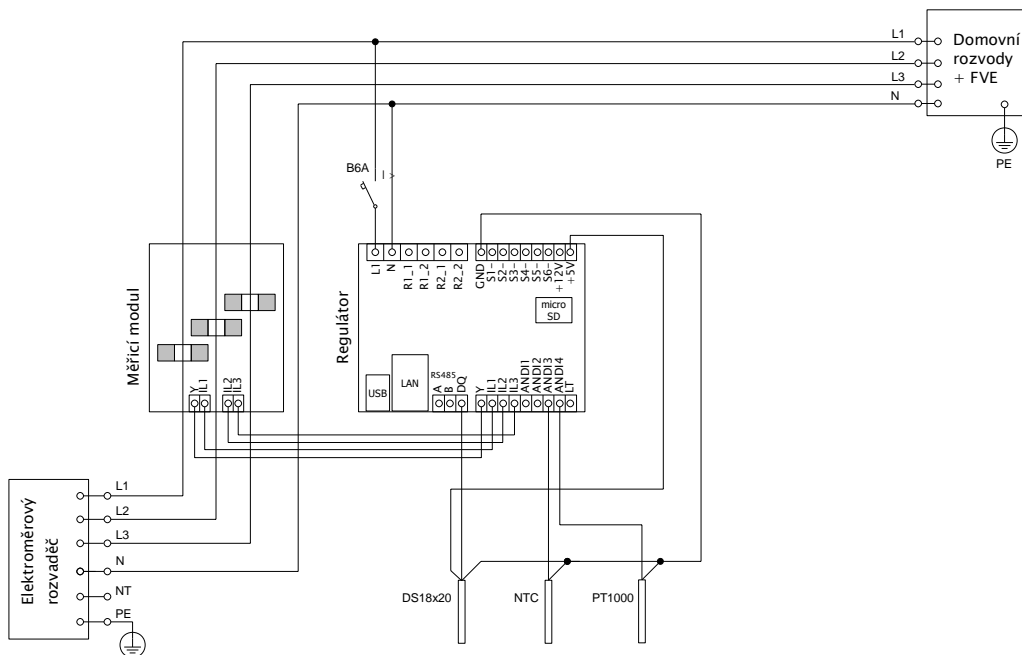 L1
L2
L3
N
Domovní
rozvody
+ FVE
PE
B6A
I >
Měřicí modul
Y
IL1
IL2
IL3
Regulátor
L1
N
R1_1
R1_2
R2_1
R2_2
GND
S1-
S2-
S3-
S4-
S5-
S6-
+12V
+5V
micro
SD
USB
LAN
RS485
A
B
DQ
Y
IL1
IL2
IL3
ANDI1
ANDI2
ANDI3
ANDI4
LT
Elektroměrový
rozvaděč
L1
L2
L3
N
NT
PE
DS18x20
NTC
PT1000